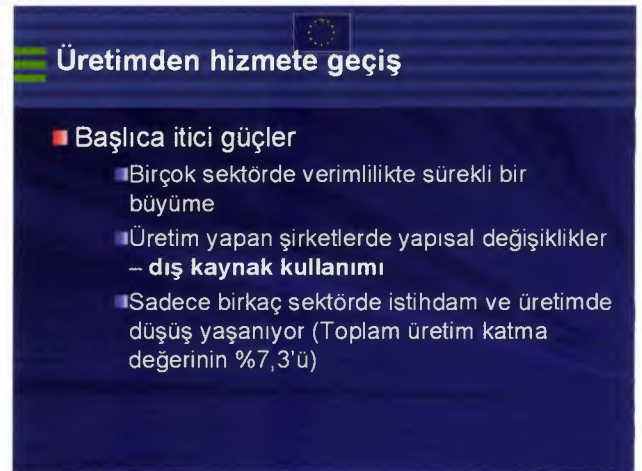 Üretimden hizmete geçiş
Başlıca itici güçler
Birçok sektörde verimlilikte sürekli bir
büyüme
Üretim yapan şirketlerde yapısal değişiklikler
– dış kaynak kullanımı
Sadece birkaç sektörde istihdam ve üretimde
düşüş yaşanıyor (Toplam üretim katma
değerinin %7,3'ü)